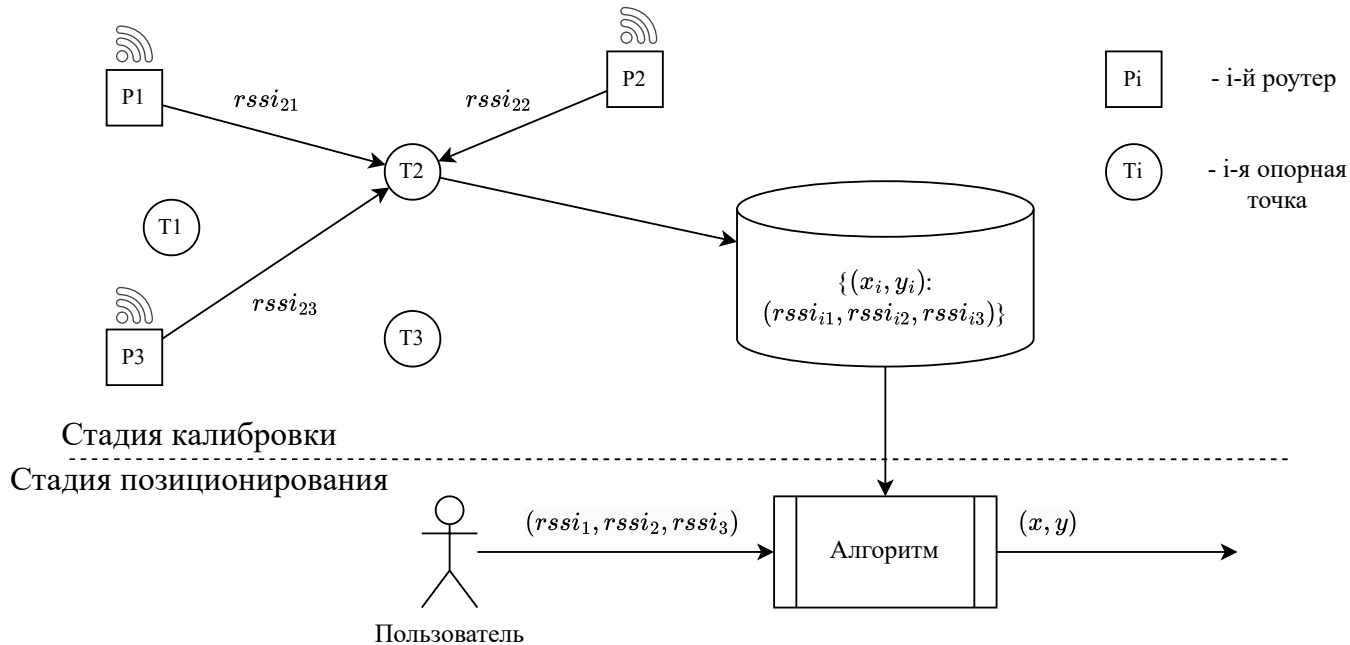 P1
rssi₂₁
rssi₂₂
P2
Pi
- i-й роутер
T2
Ti
- i-я опорная
точка
T1
{(xᵢ, yᵢ):
(rssiᵢ₁, rssiᵢ₂, rssiᵢ₃)}
rssi₂₃
P3
T3
Стадия калибровки
Стадия позиционирования
(rssi₁, rssi₂, rssi₃)
Алгоритм
(x, y)
Пользователь